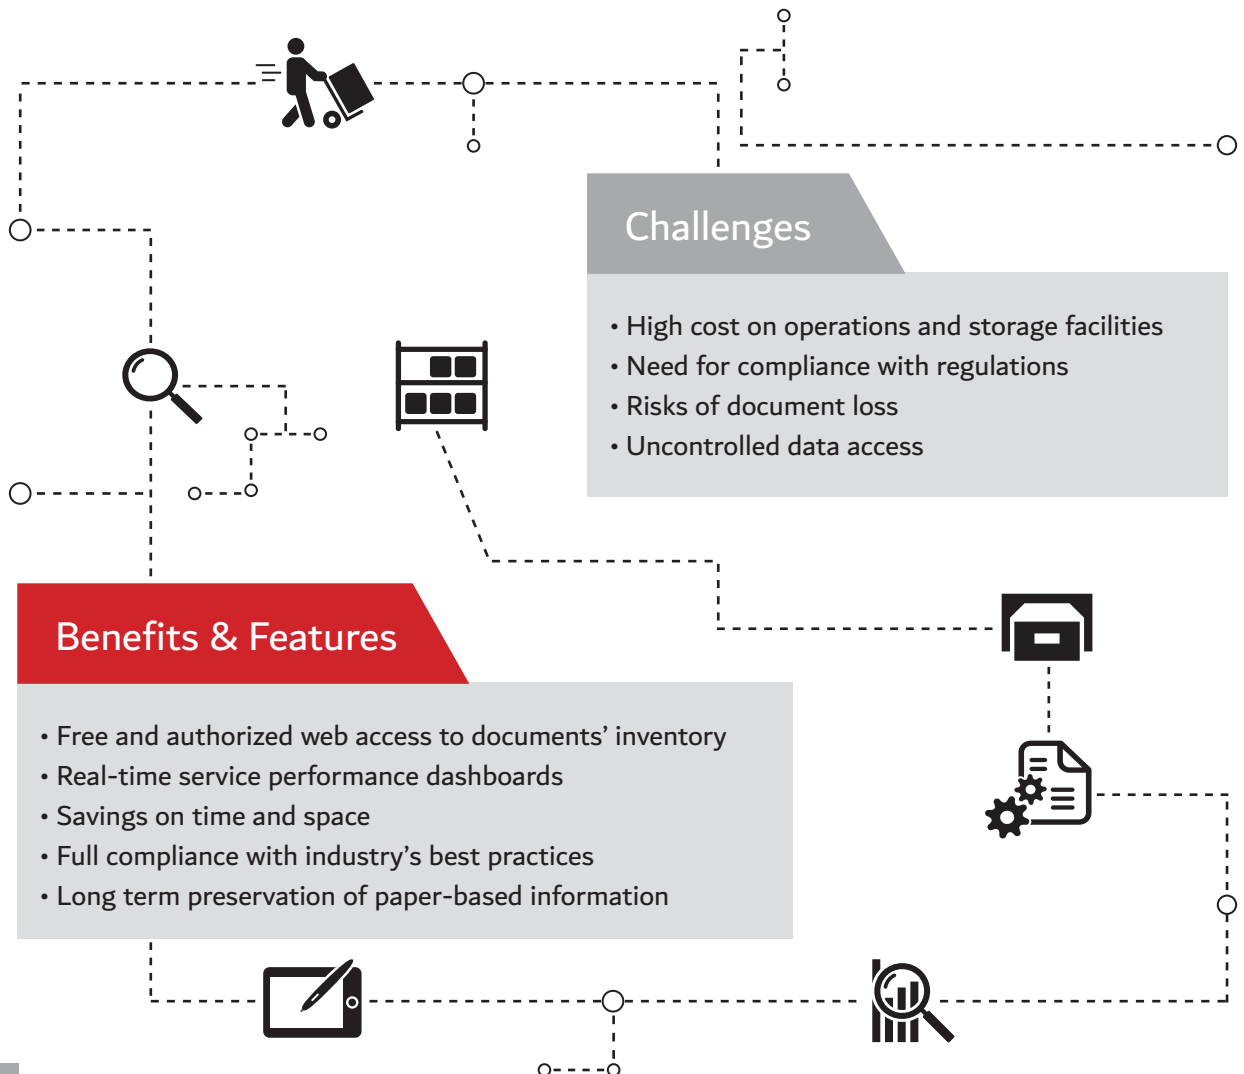 Challenges
• High cost on operations and storage facilities
• Need for compliance with regulations
• Risks of document loss
• Uncontrolled data access
Benefits & Features
• Free and authorized web access to documents’ inventory
• Real-time service performance dashboards
• Savings on time and space
• Full compliance with industry’s best practices
• Long term preservation of paper-based information